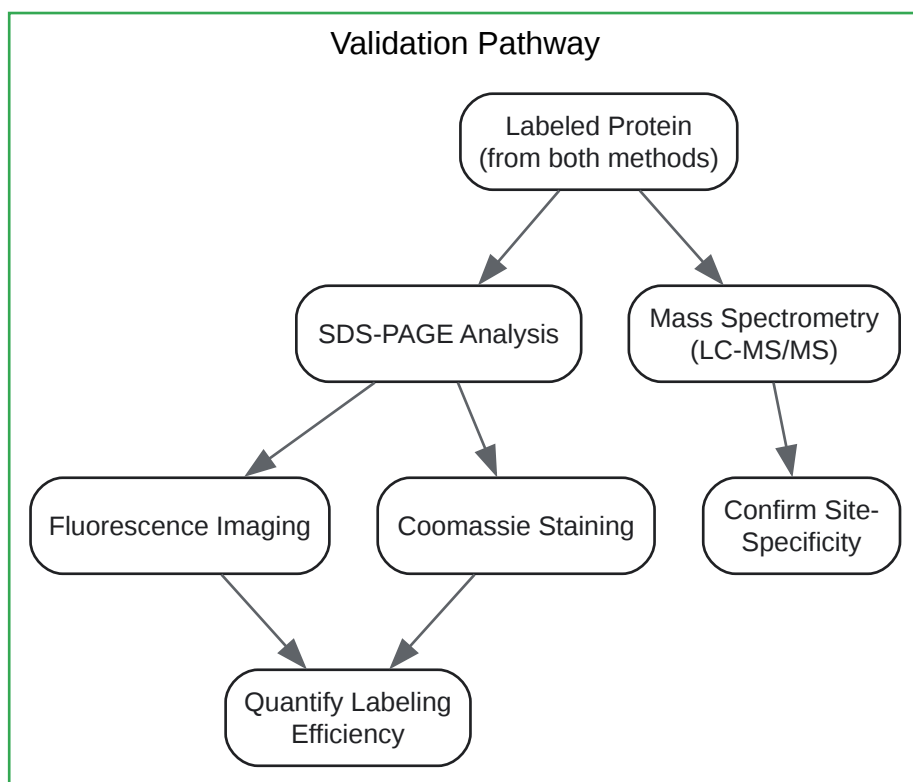 Validation Pathway
Labeled Protein
(from both methods)
SDS-PAGE Analysis
Mass Spectrometry
(LC-MS/MS)
Fluorescence Imaging
Coomassie Staining
Confirm Site-
Specificity
Quantify Labeling
Efficiency